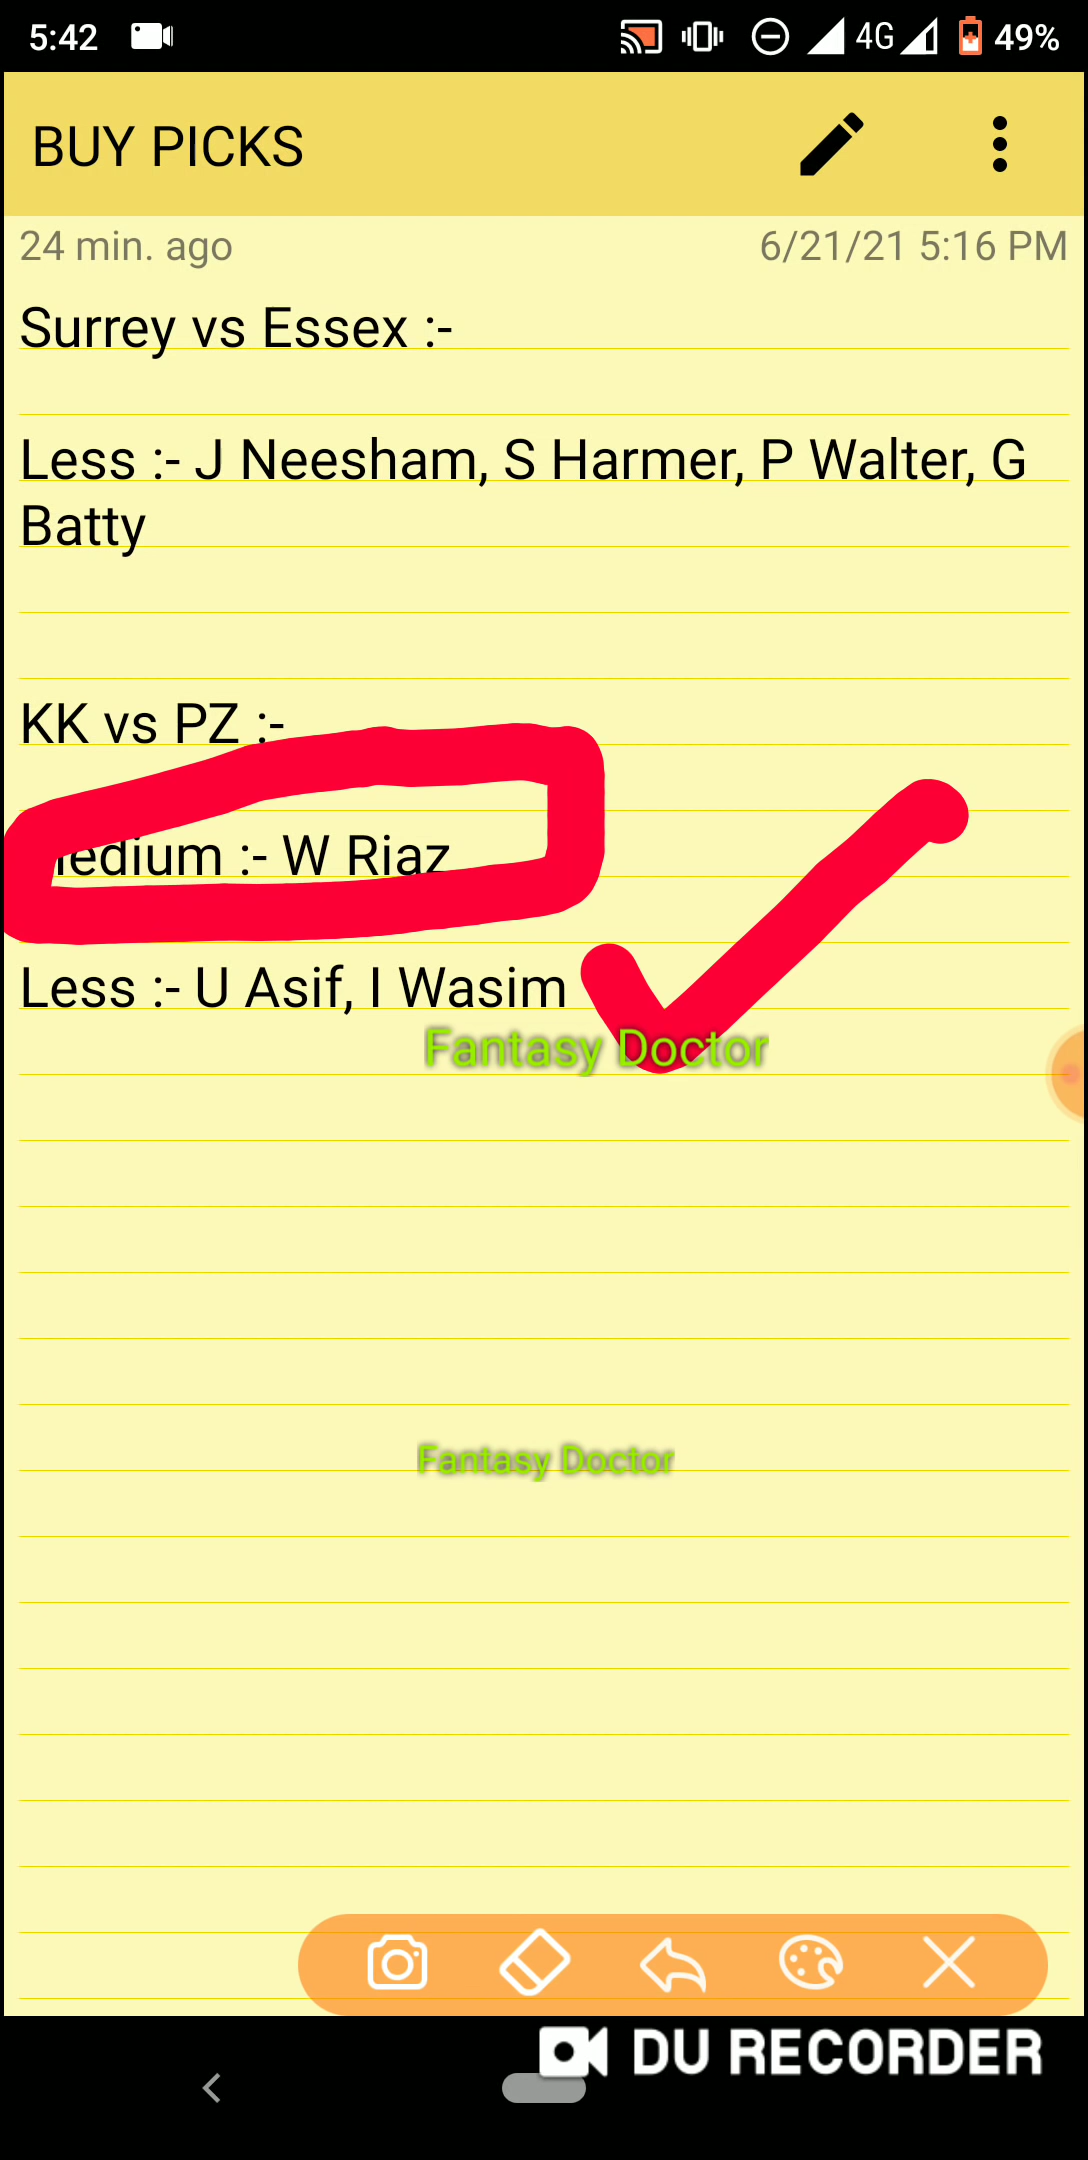 5:42 4G 49%
BUY PICKS
24 min. ago 6/21/21 5:16 PM
Surrey vs Essex :-
Less :- J Neesham, S Harmer, P Walter, G
Batty
KK vs PZ :-
:- W Riaz
Less :- U Asif, I Wasim
Fantasy Doctor
Fantasy Doctor
DU RECORDER